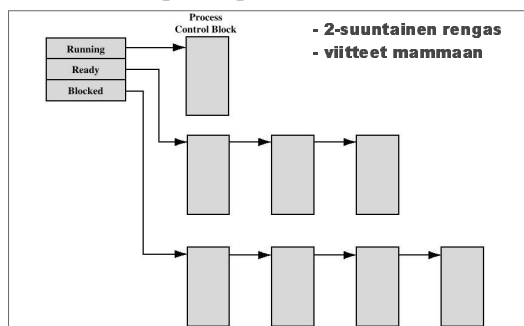 Process
Control Block
- 2-suuntainen rengas
- viitteet mammaan
Running
Ready
Blocked